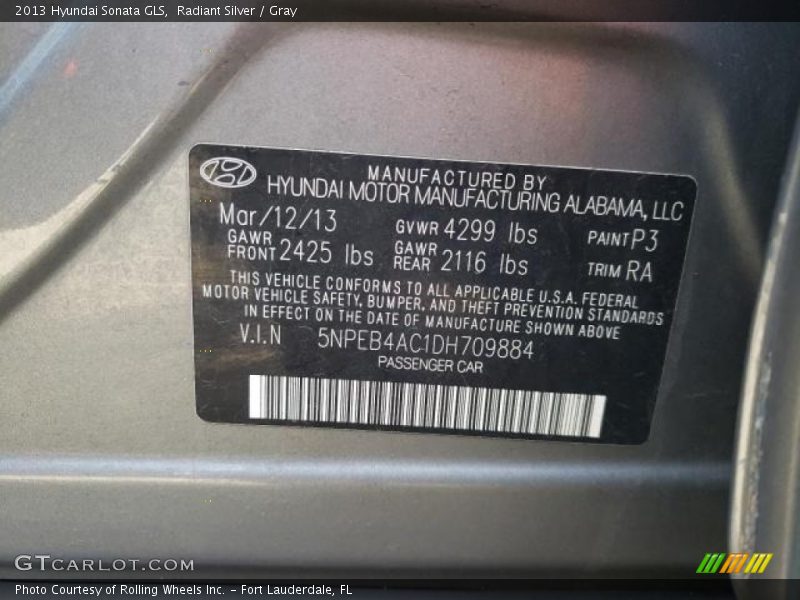 2013 Hyundai Sonata GLS,  Radiant Silver / Gray
MANUFACTURED BY
HYUNDAI MOTOR MANUFACTURING ALABAMA, LLC
Mar/12/13 GVWR 4299 lbs PAINT P3
GAWR FRONT 2425 lbs GAWR REAR 2116 lbs TRIM RA
THIS VEHICLE CONFORMS TO ALL APPLICABLE U.S.A. FEDERAL
MOTOR VEHICLE SAFETY, BUMPER, AND THEFT PREVENTION STANDARDS
IN EFFECT ON THE DATE OF MANUFACTURE SHOWN ABOVE
V.I.N 5NPEB4AC1DH709884
PASSENGER CAR
GTCARLOT.COM
Photo Courtesy of Rolling Wheels Inc. – Fort Lauderdale, FL